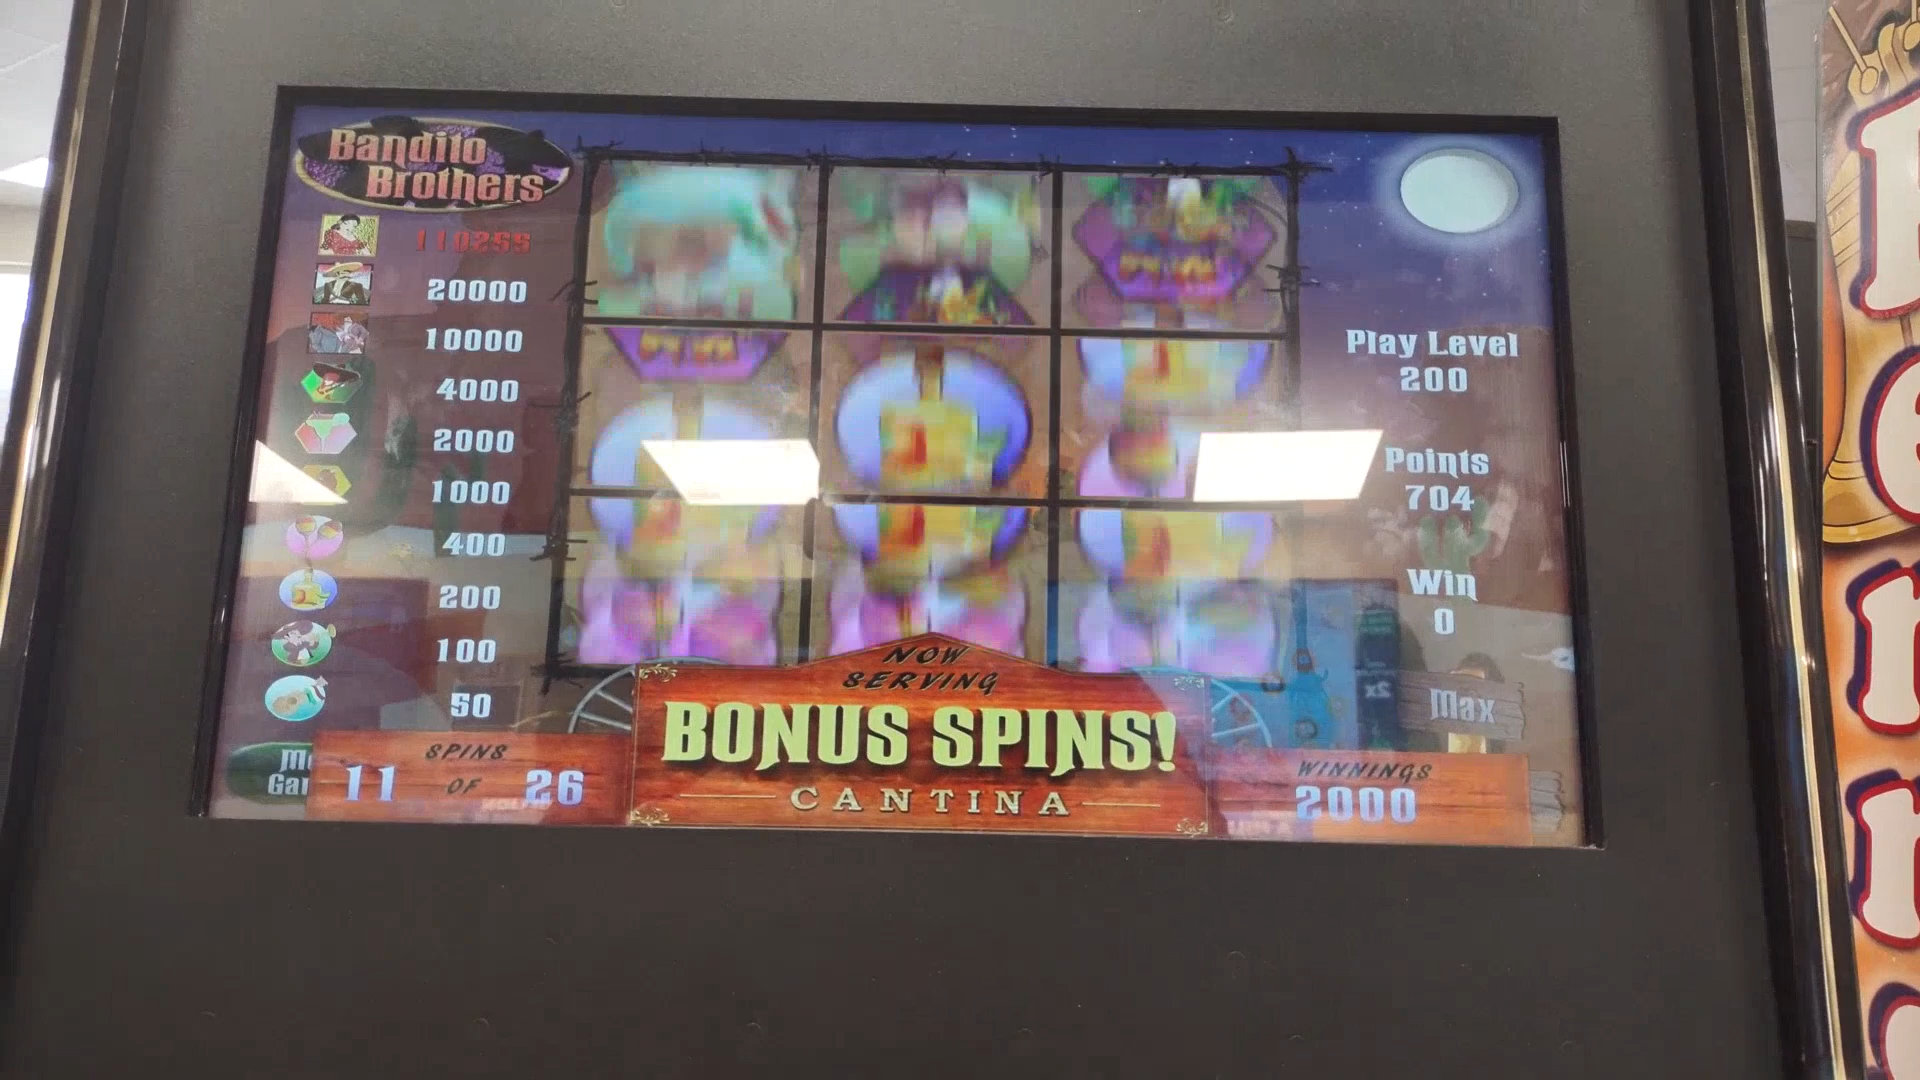 Bandito
Brothers
110255
20000
10000
4000
2000
1000
400
200
100
50
Play Level
200
Points
704
Win
0
Max
2x
NOW
SERVING
BONUS SPINS!
CANTINA
SPINS
11 OF 26
WINNINGS
2000